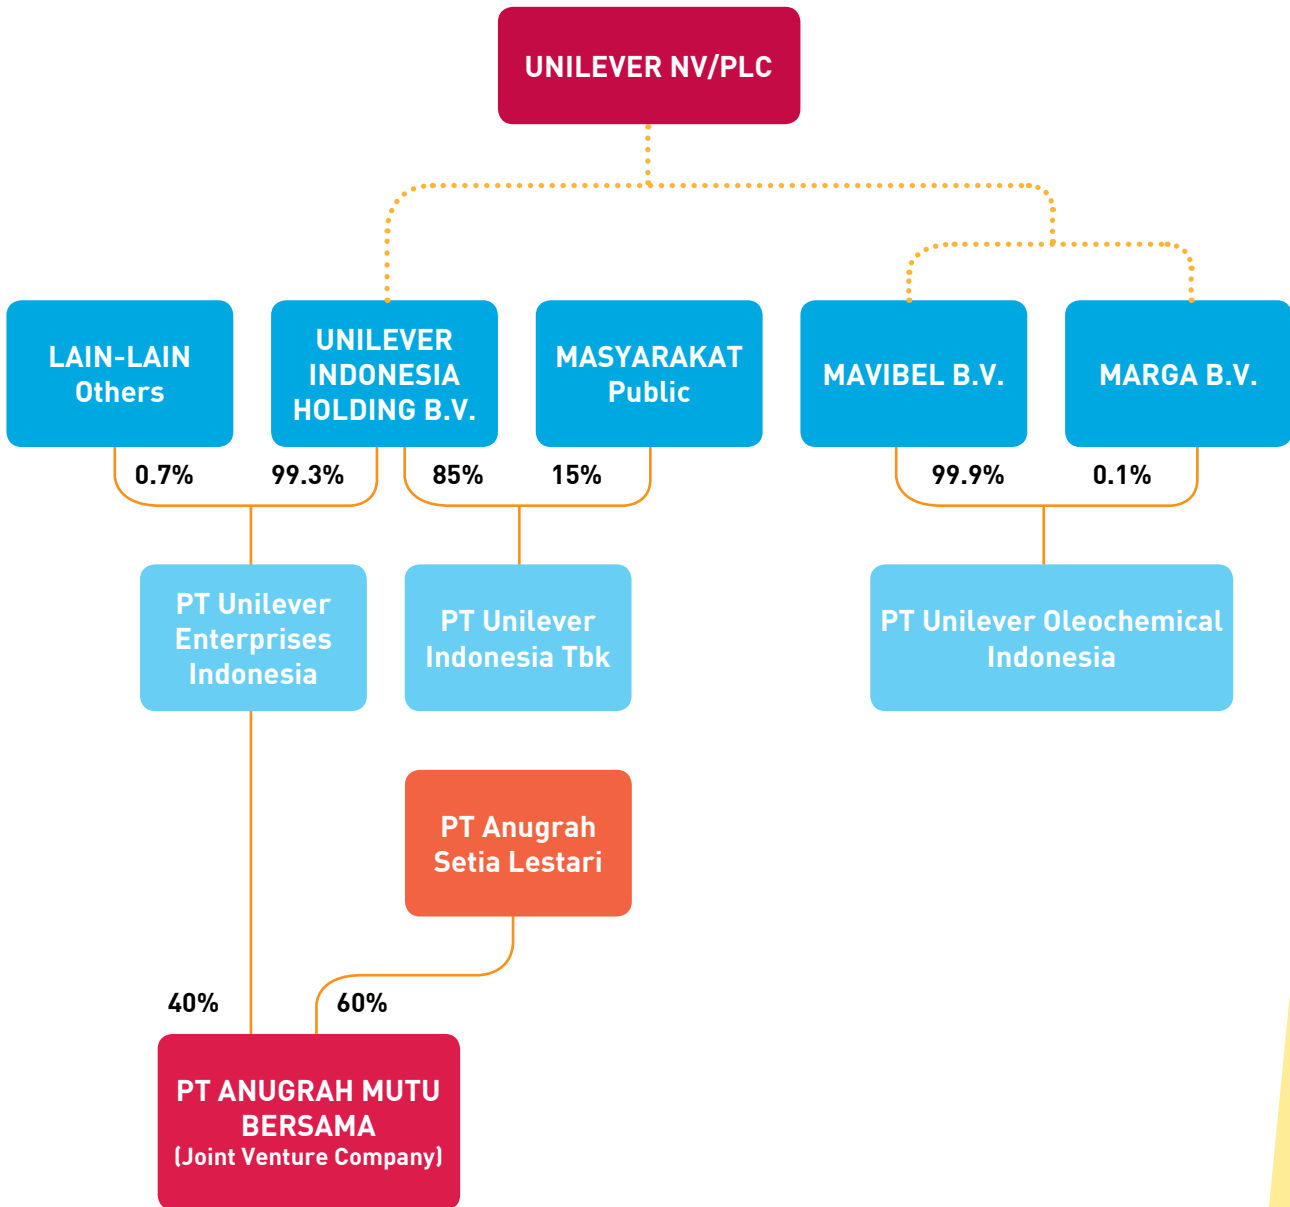 UNILEVER NV/PLC
LAIN-LAIN
Others
UNILEVER
INDONESIA
HOLDING B.V.
MASYARAKAT
Public
MAVIBEL B.V.
MARGA B.V.
0.7%
99.3%
85%
15%
99.9%
0.1%
PT Unilever
Enterprises
Indonesia
PT Unilever
Indonesia Tbk
PT Unilever Oleochemical
Indonesia
PT Anugrah
Setia Lestari
40%
60%
PT ANUGRAH MUTU
BERSAMA
(Joint Venture Company)